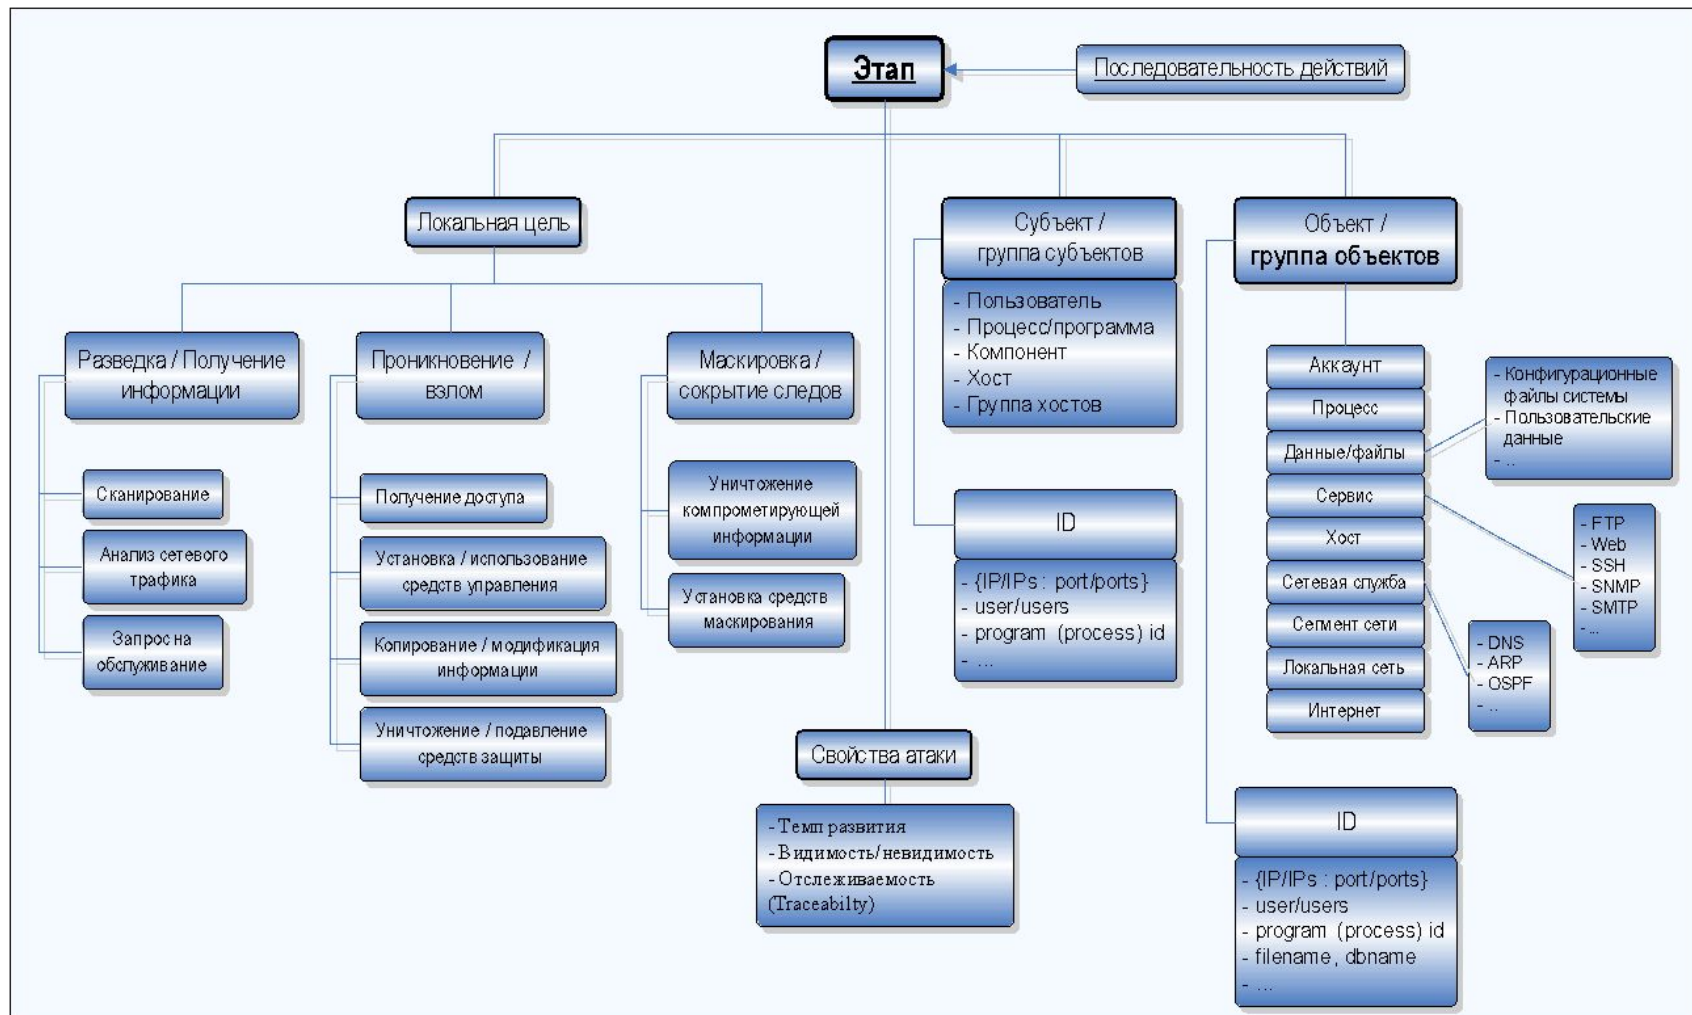 Этап
Последовательность действий
Локальная цель
Субъект /
группа субъектов
- Пользователь
- Процесс/программа
- Компонент
- Хост
- Группа хостов
Объект /
группа объектов
Разведка / Получение
информации
Сканирование
Анализ сетевого
трафика
Запрос на
обслуживание
Проникновение /
взлом
Получение доступа
Установка / использование
средств управления
Копирование / модификация
информации
Уничтожение / подавление
средств защиты
Маскировка /
сокрытие следов
Уничтожение
компрометирующей
информации
Установка средств
маскирования
ID
- {IP/IPs : port/ports}
- user/users
- program (process) id
- ...
Аккаунт
Процесс
Данные/файлы
Сервис
Хост
Сетевая служба
Сегмент сети
Локальная сеть
Интернет
- Конфигурационные
файлы системы
- Пользовательские
данные
- ..
- FTP
- Web
- SSH
- SNMP
- SMTP
- ...
- DNS
- ARP
- OSPF
- ..
Свойства атаки
- Темп развития
- Видимость/невидимость
- Отслеживаемость
(Traceabilty)
ID
- {IP/IPs : port/ports}
- user/users
- program (process) id
- filename, dbname
- ...